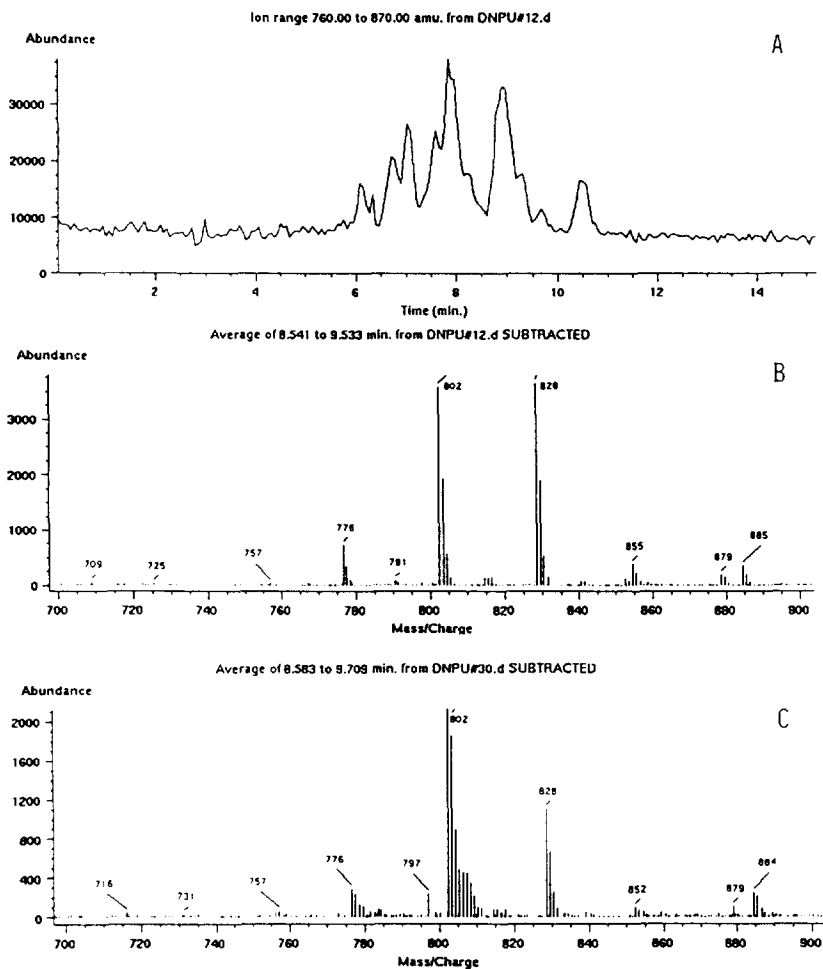 Ion range 760.00 to 870.00 amu. from DNPU#12.d
A
Abundance
30000
20000
10000
0
2 4 6 8 10 12 14
Time (min.)
Average of 8.541 to 9.533 min. from DNPU#12.d SUBTRACTED
Abundance
B
802 828
3000
2000
1000
776
709 725 757 781 855 879 885
0
700 720 740 760 780 800 820 840 860 880 900
Mass/Charge
Average of 8.583 to 9.709 min. from DNPU#30.d SUBTRACTED
Abundance
C
2000
802
1600
1200
828
800
776 797 884
400
716 731 757 852 879
0
700 720 740 760 780 800 820 840 860 880 900
Mass/Charge